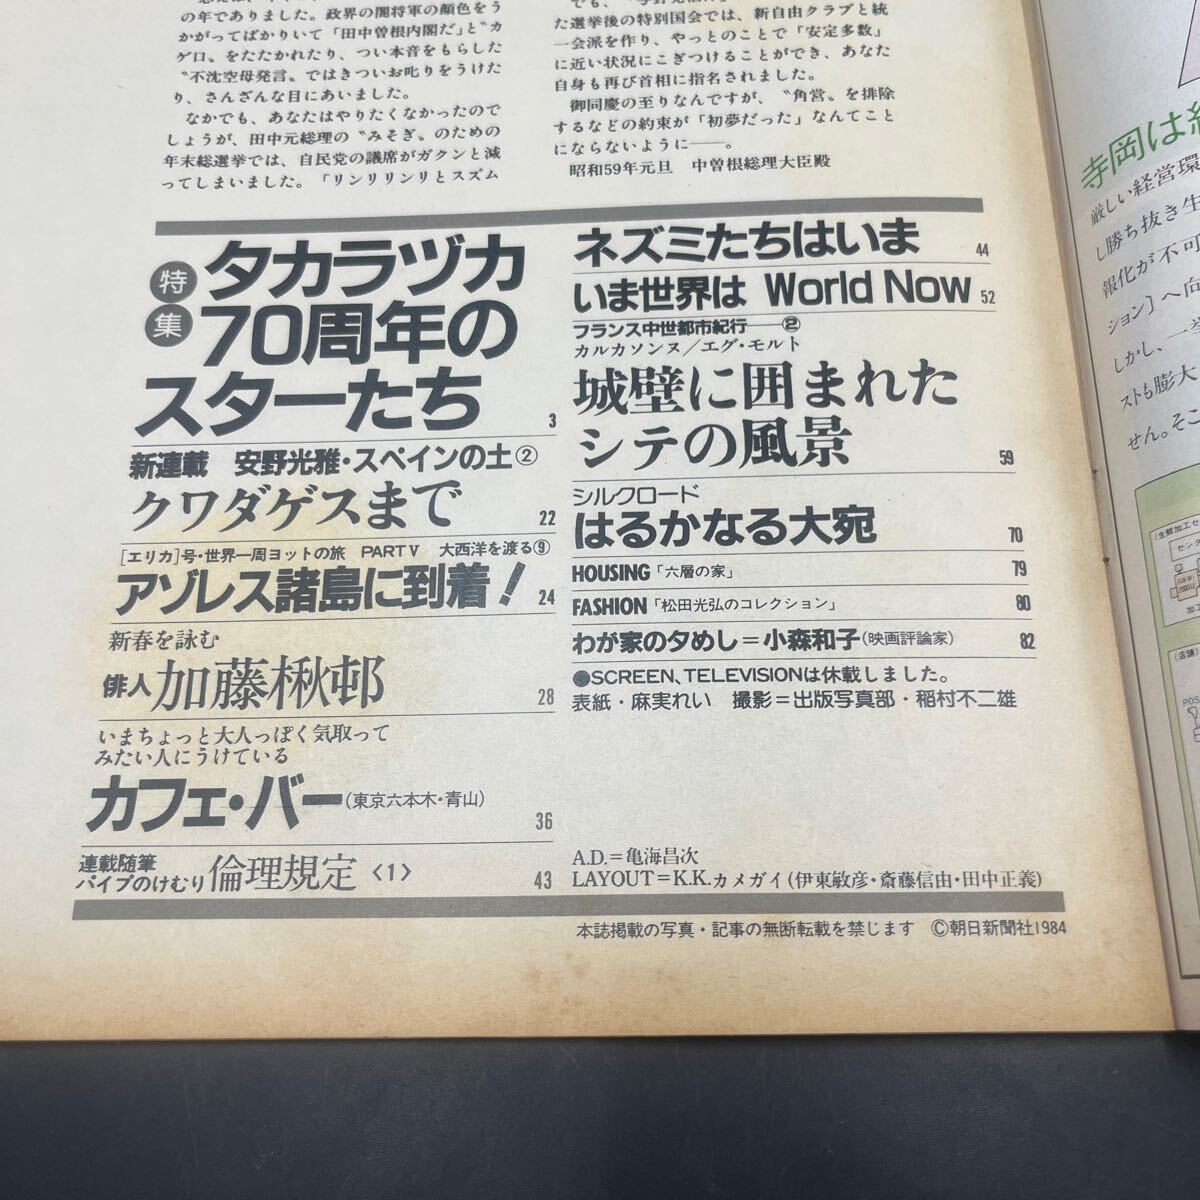 の年でありました。政界の闇将軍の顔色をう
かがってばかりいて「田中曽根内閣だ」と〝カ
ゲロ〟をたたかれたり、つい本音をもらした
〝不沈空母発言〟ではきついお叱りをうけた
り、さんざんな目にあいました。
なかでも、あなたはやりたくなかったので
しょうが、田中元総理の〝みそぎ〟のための
年末総選挙では、自民党の議席がガクンと減
ってしまいました。「リンリリンリとスズム
た選挙後の特別国会では、新自由クラブと統
一会派を作り、やっとのことで「安定多数」
に近い状況にこぎつけることができ、あなた
自身も再び首相に指名されました。
御同慶の至りなんですが、〝角営〟を排除
するなどの約束が「初夢だった」なんてこと
にならないように──。
昭和59年元旦 中曽根総理大臣殿
特集
タカラヅカ
70周年の
スターたち 3
新連載 安野光雅・スペインの土②
クワダゲスまで 22
[エリカ]号・世界一周ヨットの旅 PART V 大西洋を渡る⑨
アゾレス諸島に到着! 24
新春を詠む
俳人 加藤楸邨 28
いまちょっと大人っぽく気取って
みたい人にうけている
カフェ・バー(東京六本木・青山) 36
連載随筆
パイプのけむり 倫理規定〈1〉 43
ネズミたちはいま 44
いま世界は World Now 52
フランス中世都市紀行──②
カルカソンヌ/エグ・モルト
城壁に囲まれた
シテの風景 59
シルクロード
はるかなる大宛 70
HOUSING「六層の家」 79
FASHION「松田光弘のコレクション」 80
わが家の夕めし=小森和子(映画評論家) 82
●SCREEN、TELEVISIONは休載しました。
表紙・麻実れい 撮影=出版写真部・稲村不二雄
A.D.=亀海昌次
LAYOUT=K.K.カメガイ(伊東敏彦・斎藤信由・田中正義)
本誌掲載の写真・記事の無断転載を禁じます ©朝日新聞社1984
寺岡は
厳しい経営環
し勝ち抜き生
報化が不可
ション]へ向
しかし、一
ストも膨大
せん。そこ